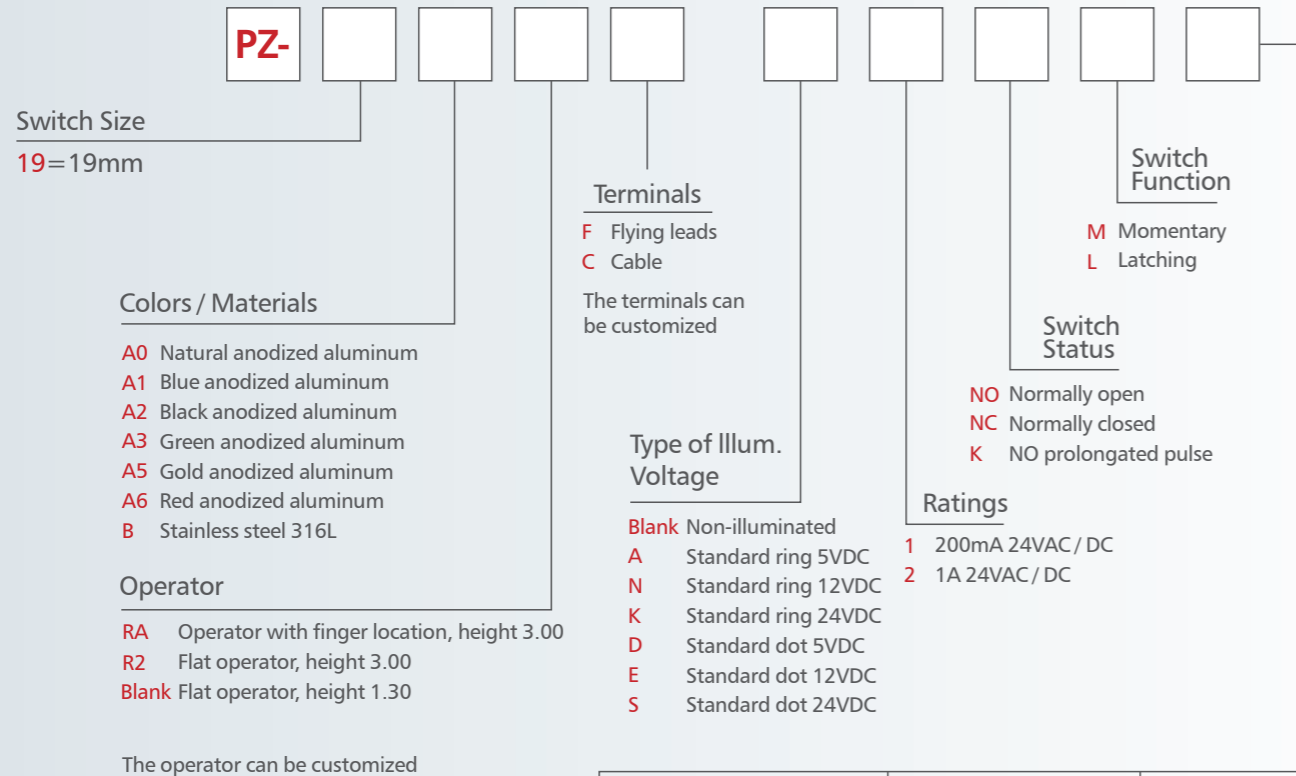 PZ-
Switch Size
19=19mm
Colors / Materials
A0 Natural anodized aluminum
A1 Blue anodized aluminum
A2 Black anodized aluminum
A3 Green anodized aluminum
A5 Gold anodized aluminum
A6 Red anodized aluminum
B Stainless steel 316L
Operator
RA Operator with finger location, height 3.00
R2 Flat operator, height 3.00
Blank Flat operator, height 1.30
The operator can be customized
Terminals
F Flying leads
C Cable
The terminals can
be customized
Type of Illum.
Voltage
Blank Non-illuminated
A Standard ring 5VDC
N Standard ring 12VDC
K Standard ring 24VDC
D Standard dot 5VDC
E Standard dot 12VDC
S Standard dot 24VDC
Ratings
1 200mA 24VAC / DC
2 1A 24VAC / DC
Switch
Status
NO Normally open
NC Normally closed
K NO prolongated pulse
Switch
Function
M Momentary
L Latching